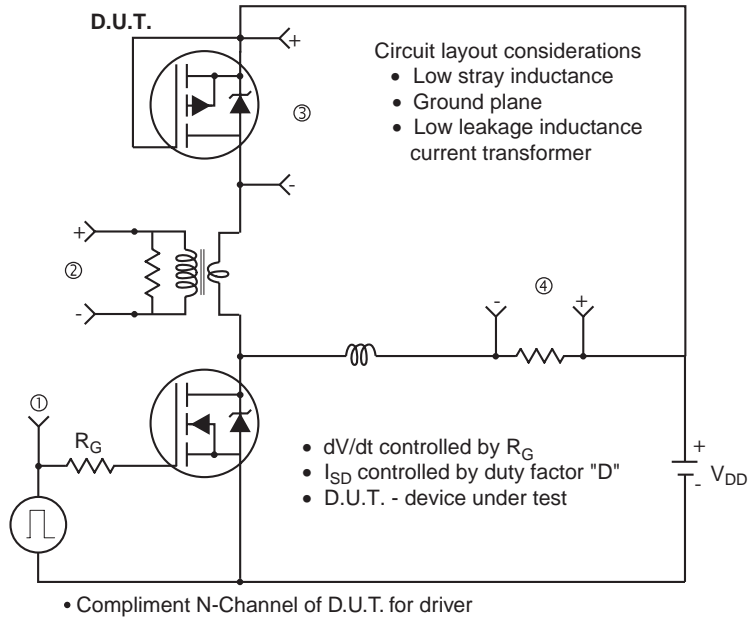 D.U.T.
+
Circuit layout considerations
• Low stray inductance
• Ground plane
• Low leakage inductance
current transformer
③
-
+
②
-
④
-
+
①
R_G
• dV/dt controlled by R_G
• I_SD controlled by duty factor "D"
• D.U.T. - device under test
+
V_DD
-
• Compliment N-Channel of D.U.T. for driver